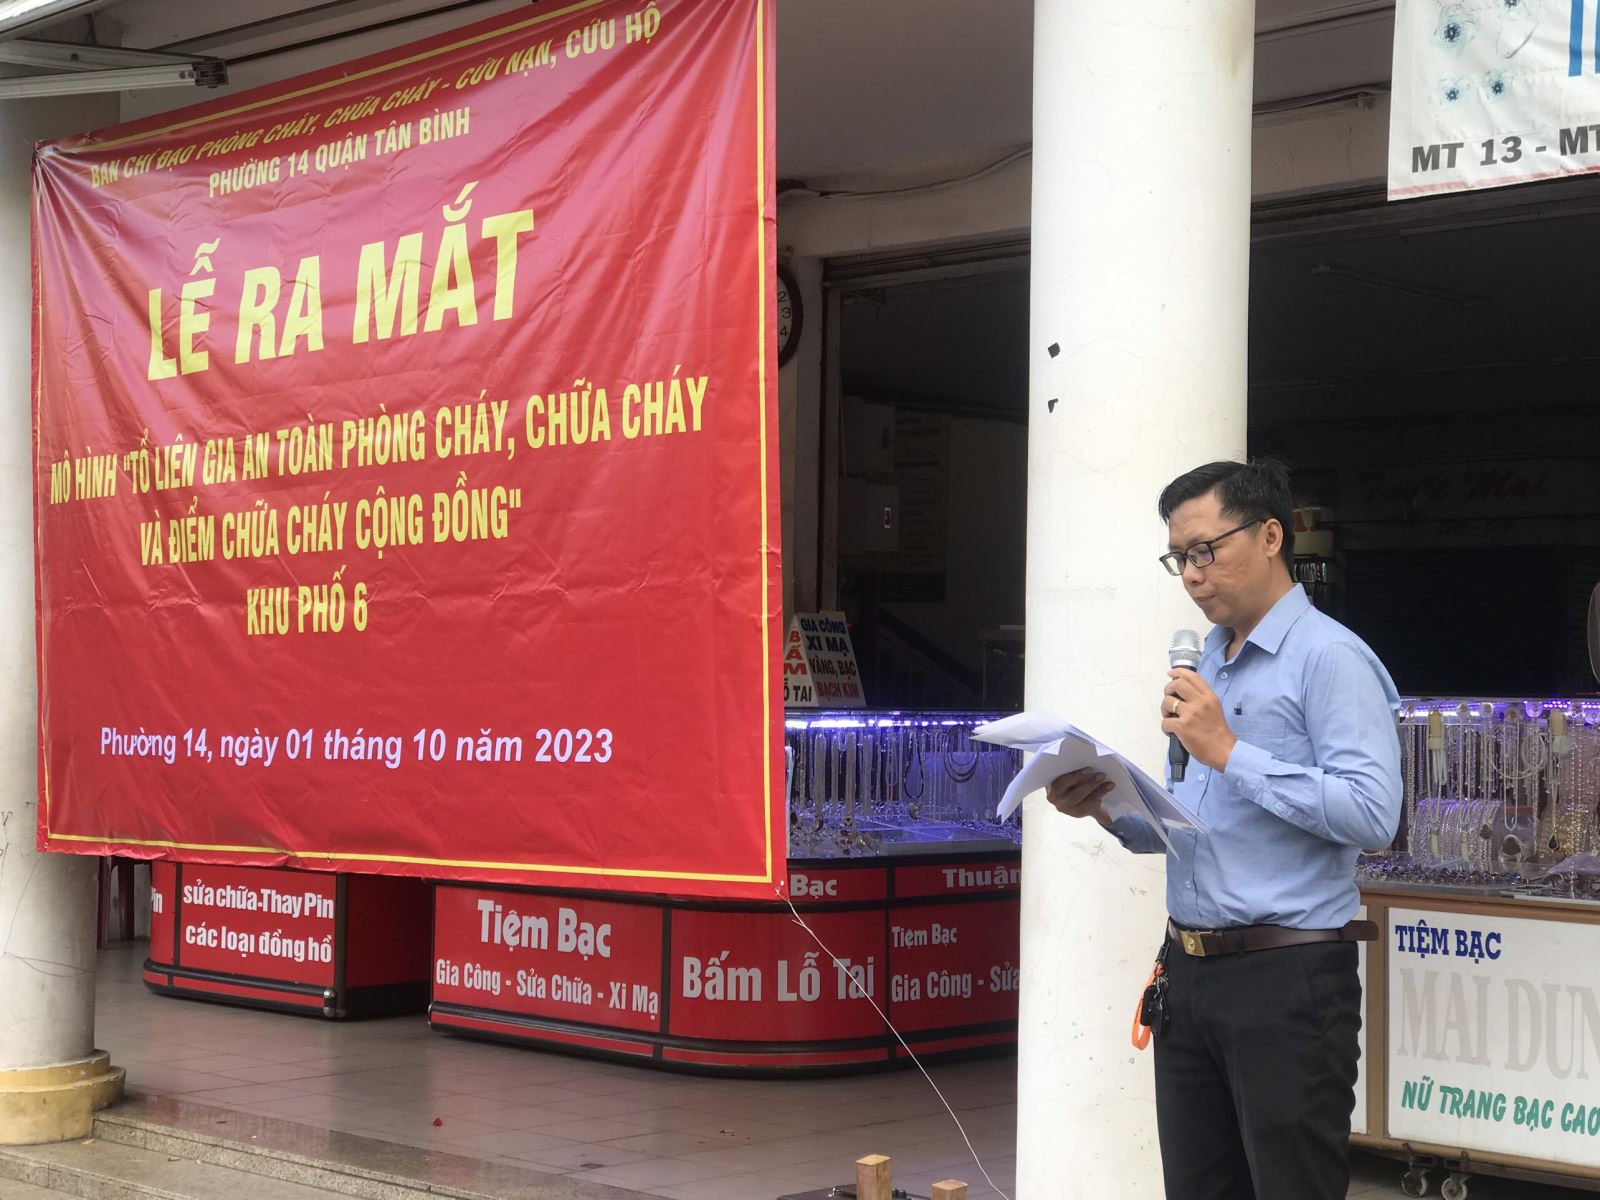 BAN CHỈ ĐẠO PHÒNG CHÁY, CHỮA CHÁY - CỨU NẠN, CỨU HỘ
PHƯỜNG 14 QUẬN TÂN BÌNH
LỄ RA MẮT
MÔ HÌNH "TỔ LIÊN GIA AN TOÀN PHÒNG CHÁY, CHỮA CHÁY
VÀ ĐIỂM CHỮA CHÁY CỘNG ĐỒNG"
KHU PHỐ 6
Phường 14, ngày 01 tháng 10 năm 2023
MT 13 - MT
BẤM
LỖ TAI
GIA CÔNG
XI MẠ
VÀNG, BẠC
BẠCH KIM
Pin
sửa chữa-Thay Pin
các loại đồng hồ
Tiệm Bạc
Gia Công - Sửa Chữa - Xi Mạ
Bấm Lỗ Tai
Bạc
Thuận
Tiệm Bạc
Gia Công - Sửa
TIỆM BẠC
MAI DUN
NỮ TRANG BẠC CAO